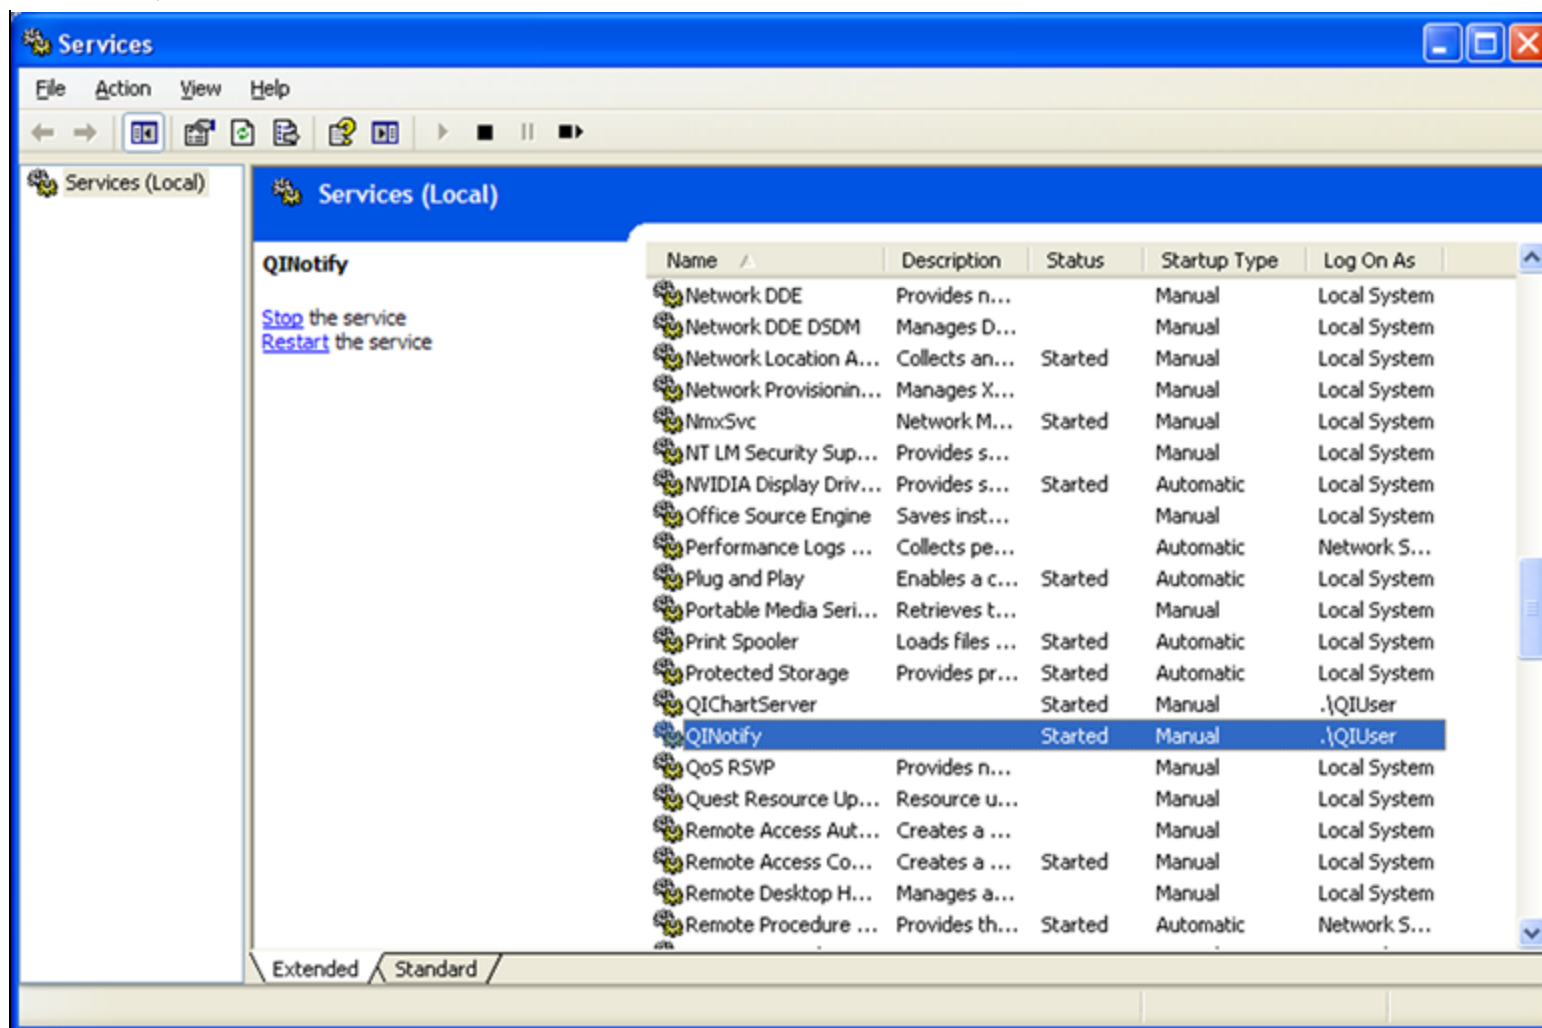 Services
File Action View Help
Services (Local)
Services (Local)
QINotify
Stop the service
Restart the service
Name Description Status Startup Type Log On As
Network DDE Provides n... Manual Local System
Network DDE DSDM Manages D... Manual Local System
Network Location A... Collects an... Started Manual Local System
Network Provisionin... Manages X... Manual Local System
NmxSvc Network M... Started Manual Local System
NT LM Security Sup... Provides s... Manual Local System
NVIDIA Display Driv... Provides s... Started Automatic Local System
Office Source Engine Saves inst... Manual Local System
Performance Logs ... Collects pe... Automatic Network S...
Plug and Play Enables a c... Started Automatic Local System
Portable Media Seri... Retrieves t... Manual Local System
Print Spooler Loads files ... Started Automatic Local System
Protected Storage Provides pr... Started Automatic Local System
QIChartServer Started Manual .\QIUser
QINotify Started Manual .\QIUser
QoS RSVP Provides n... Manual Local System
Quest Resource Up... Resource u... Manual Local System
Remote Access Aut... Creates a ... Manual Local System
Remote Access Co... Creates a ... Started Manual Local System
Remote Desktop H... Manages a... Manual Local System
Remote Procedure ... Provides th... Started Automatic Network S...
Extended Standard